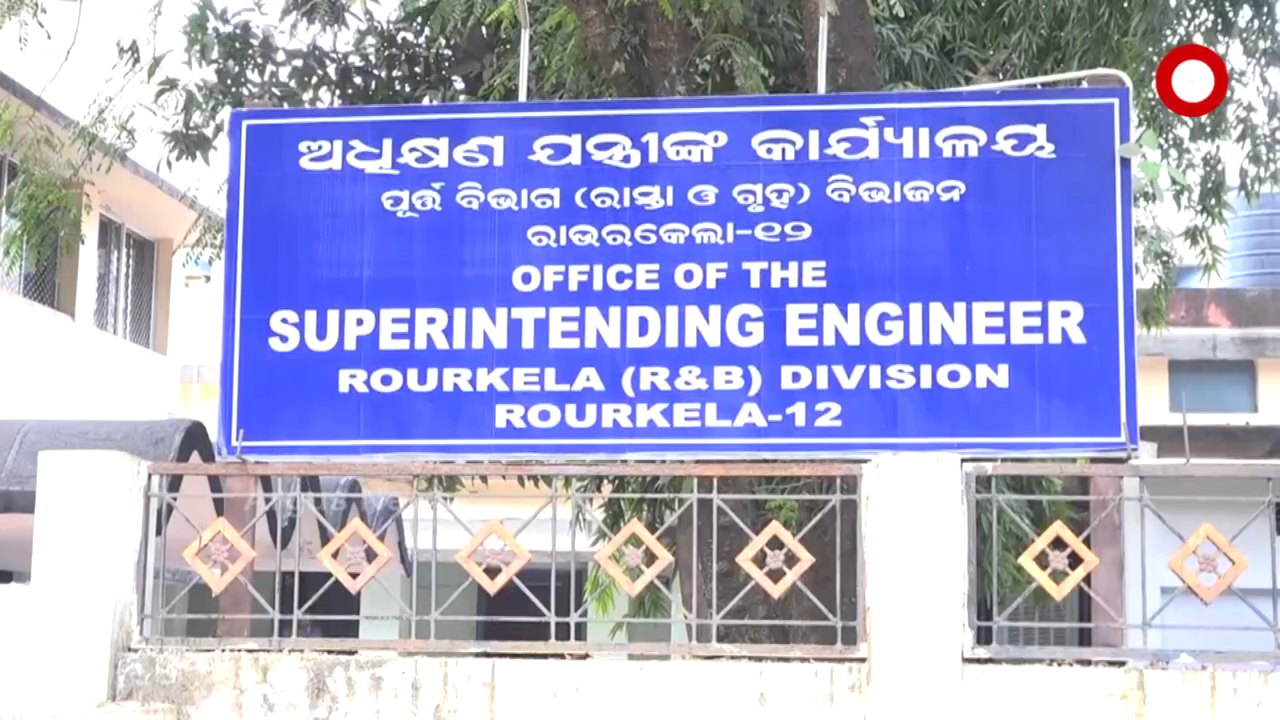 ଅଧିକ୍ଷଣ ଯନ୍ତ୍ରୀଙ୍କ କାର୍ଯ୍ୟାଳୟ
ପୂର୍ତ୍ତ ବିଭାଗ (ରାସ୍ତା ଓ ଗୃହ) ବିଭାଜନ
ରାଉରକେଲା-୧୨
OFFICE OF THE
SUPERINTENDING ENGINEER
ROURKELA (R&B) DIVISION
ROURKELA-12